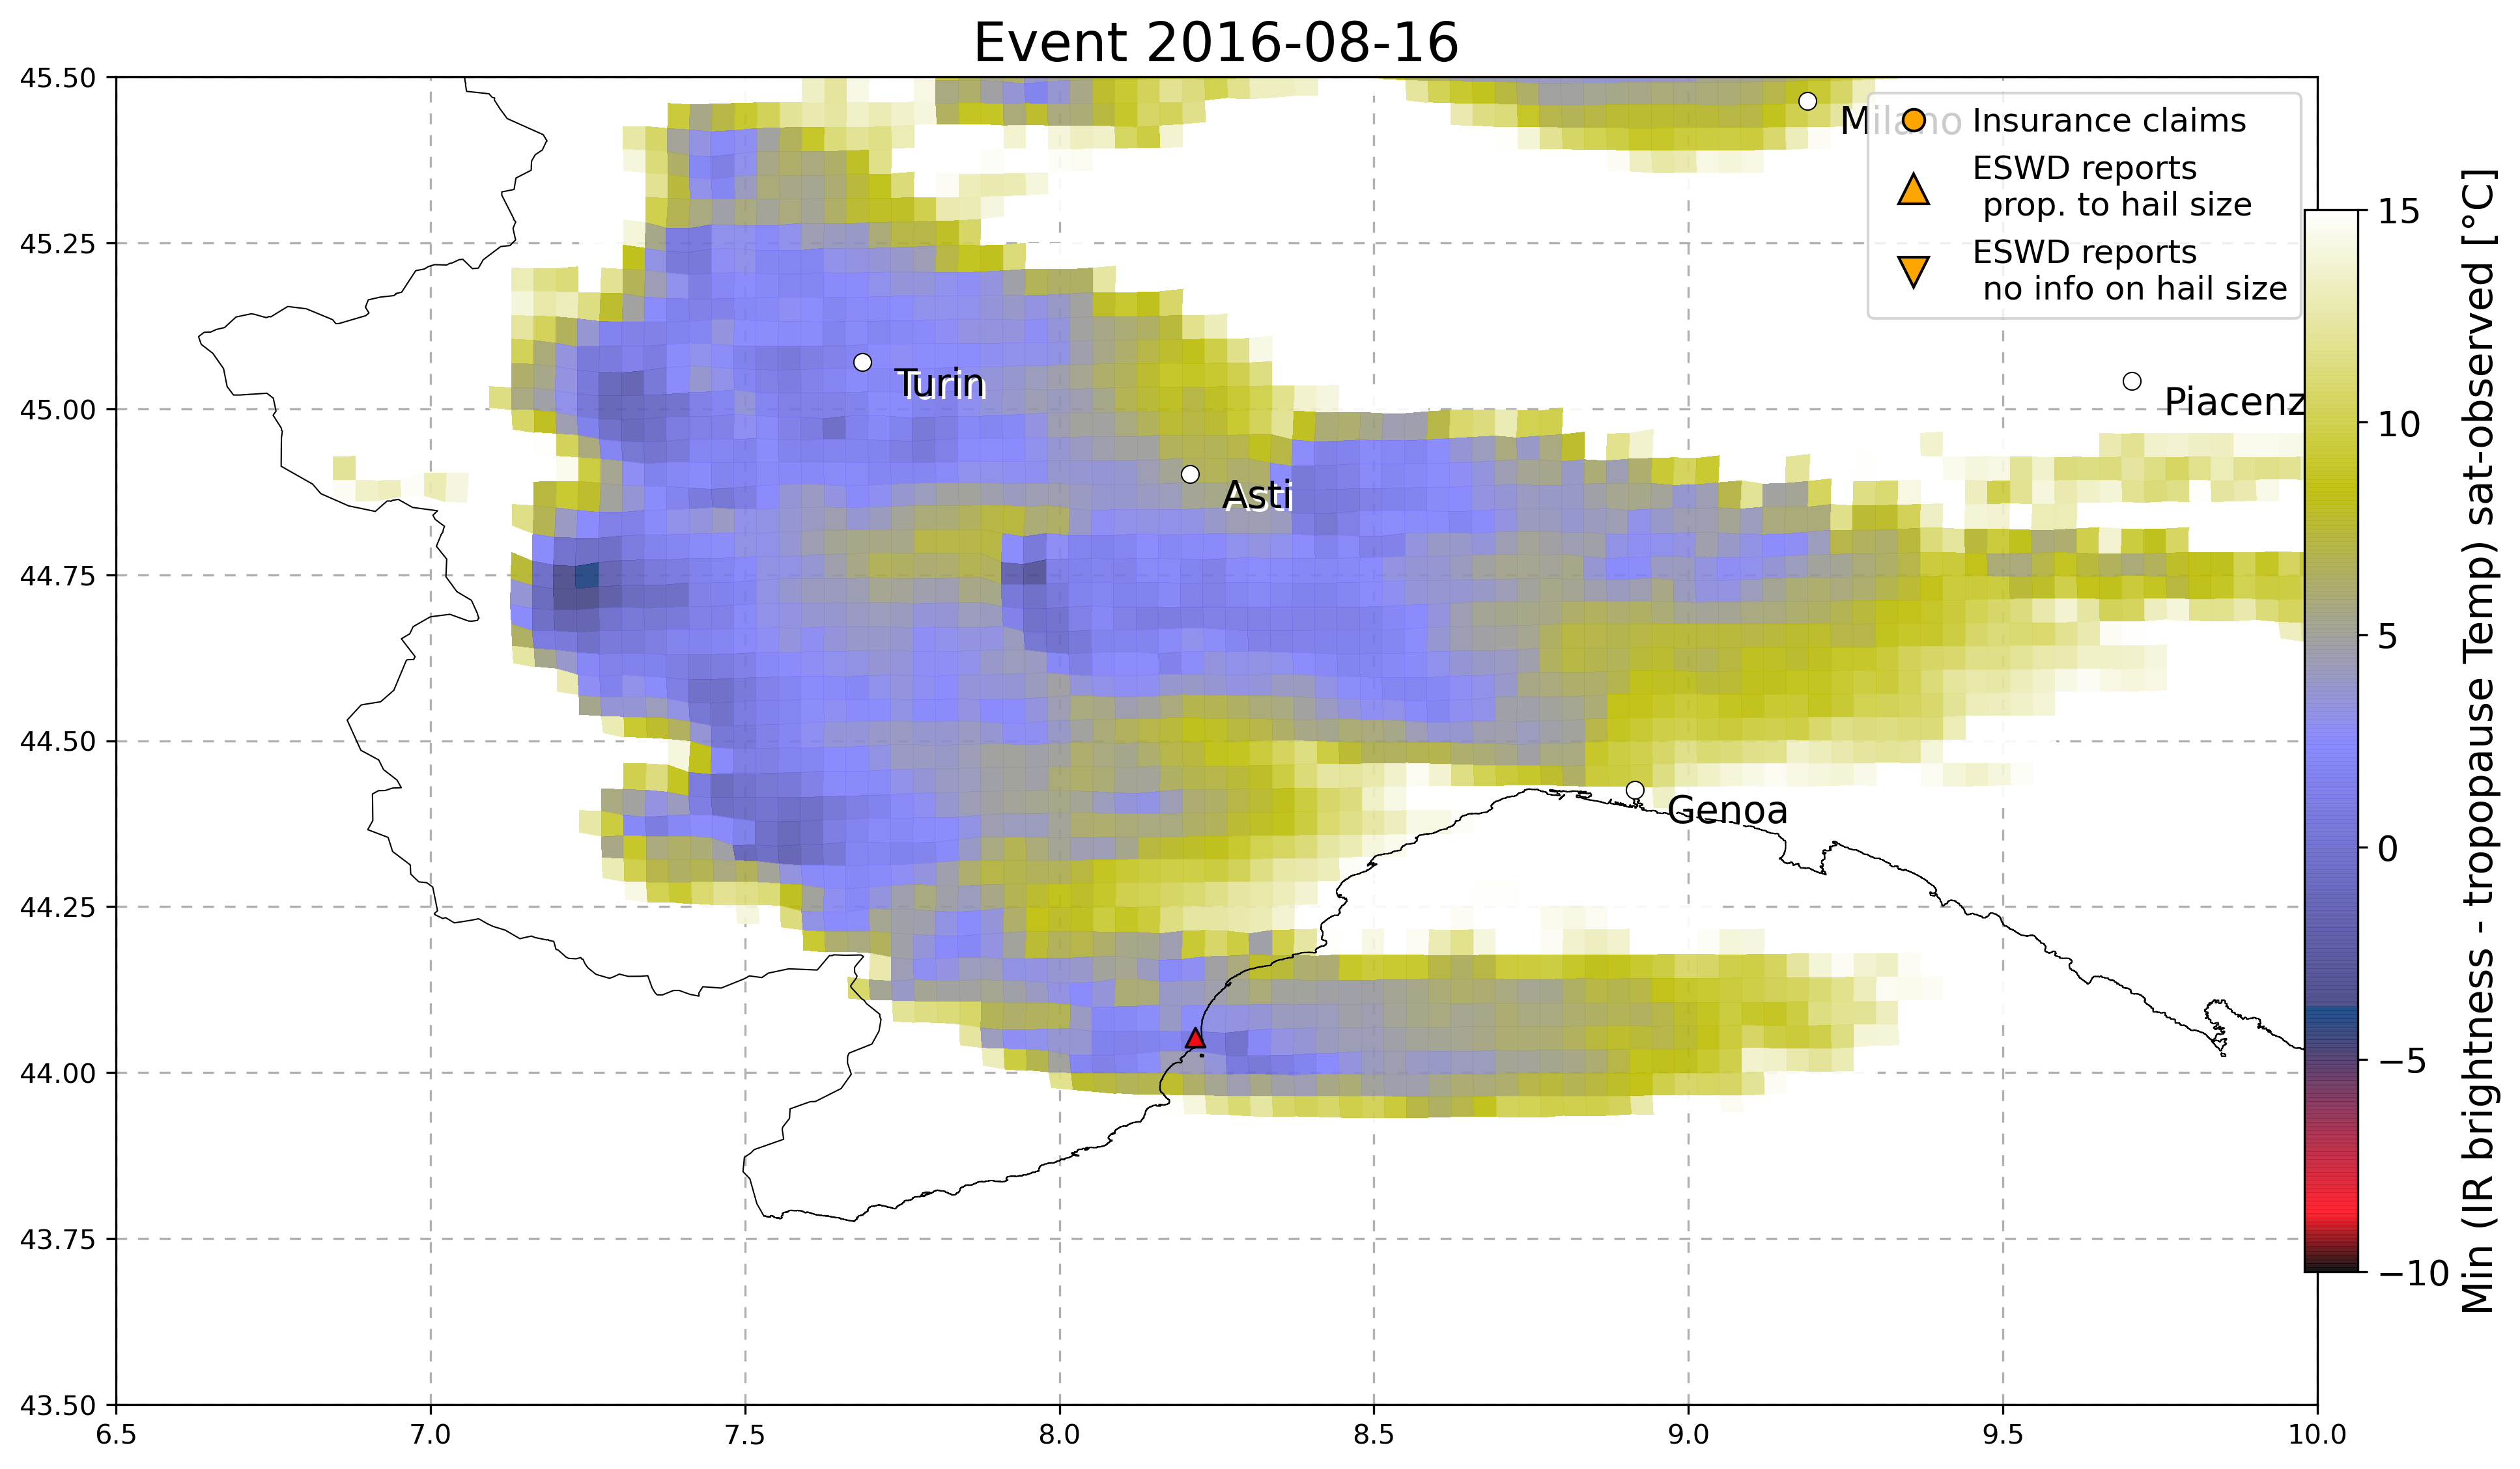 Event 2016-08-16
45.50
45.25
45.00
44.75
44.50
44.25
44.00
43.75
43.50
6.5
7.0
7.5
8.0
8.5
9.0
9.5
10.0
Milano
Turin
Asti
Piacenz
Genoa
Insurance claims
ESWD reports
prop. to hail size
ESWD reports
no info on hail size
15
10
5
0
−5
−10
Min (IR brightness - tropopause Temp) sat-observed [°C]